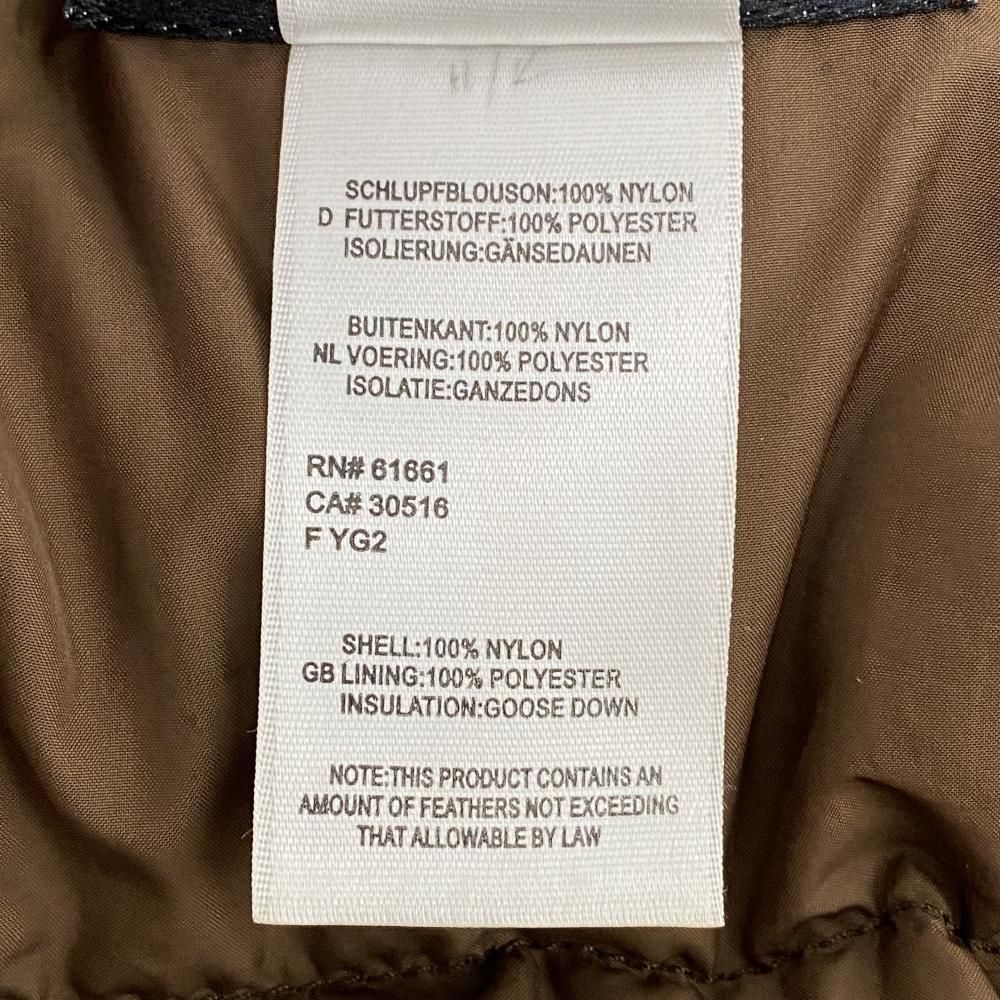 H/
SCHLUPFBLOUSON:100% NYLON
D FUTTERSTOFF:100% POLYESTER
ISOLIERUNG:GÄNSEDAUNEN
BUITENKANT:100% NYLON
NL VOERING:100% POLYESTER
ISOLATIE:GANZEDONS
RN# 61661
CA# 30516
F YG2
SHELL:100% NYLON
GB LINING:100% POLYESTER
INSULATION:GOOSE DOWN
NOTE:THIS PRODUCT CONTAINS AN
AMOUNT OF FEATHERS NOT EXCEEDING
THAT ALLOWABLE BY LAW